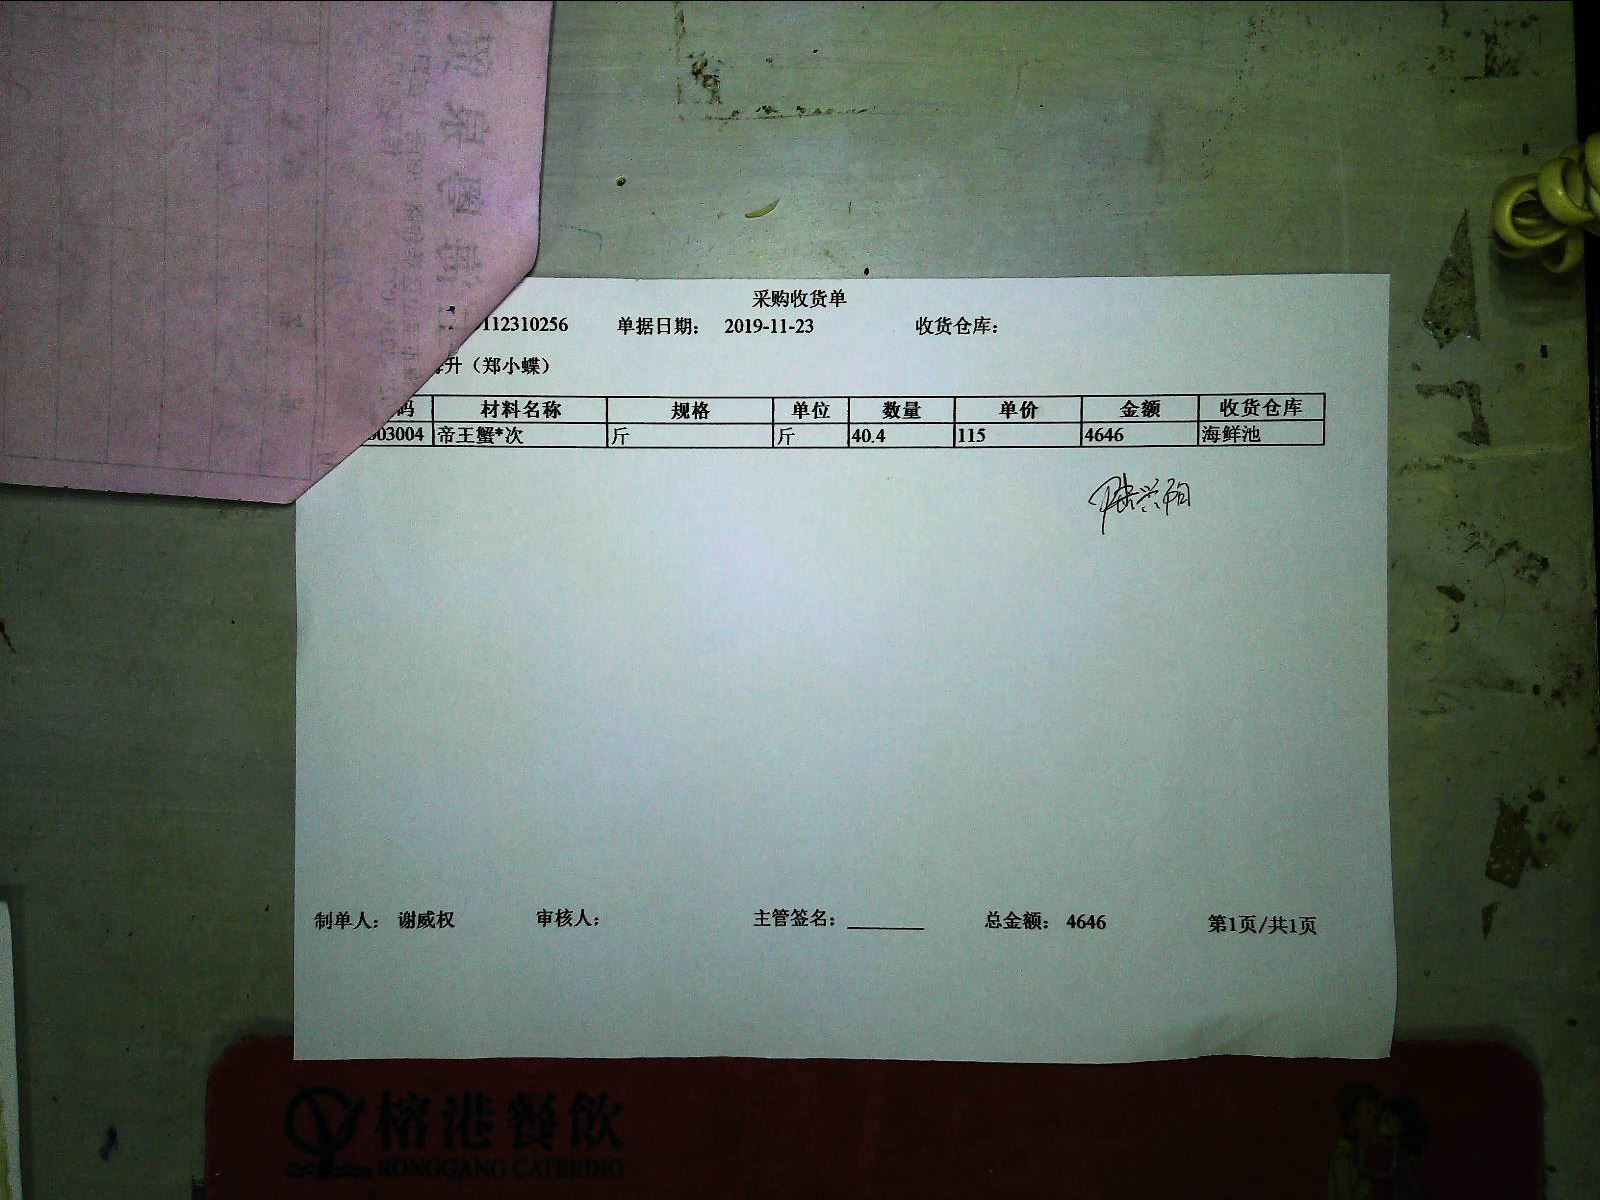 采购收货单
112310256 单据日期： 2019-11-23 收货仓库：
升（郑小蝶）
码 材料名称 规格 单位 数量 单价 金额 收货仓库
03004 帝王蟹*次 斤 斤 40.4 115 4646 海鲜池
制单人： 谢威权 审核人： 主管签名： 总金额： 4646 第1页/共1页
榕港餐飲
RONGGANG CATERING